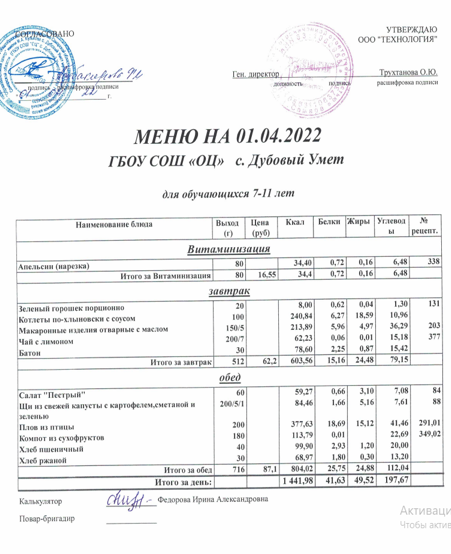 СОГЛАСОВАНО
УТВЕРЖДАЮ
ООО "ТЕХНОЛОГИЯ"
Ген. директор Трухтанова О.Ю.
подпись расшифровка подписи должность подпись расшифровка подписи
22 г.
МЕНЮ НА 01.04.2022
ГБОУ СОШ «ОЦ» с. Дубовый Умет
для обучающихся 7-11 лет
Наименование блюда Выход (г) Цена (руб) Ккал Белки Жиры Углеводы № рецепт.
Витаминизация
Апельсин (нарезка) 80 34,40 0,72 0,16 6,48 338
Итого за Витаминизация 80 16,55 34,4 0,72 0,16 6,48
завтрак
Зеленый горошек порционно 20 8,00 0,62 0,04 1,30 131
Котлеты по-хлыновски с соусом 100 240,84 6,27 18,59 10,96
Макаронные изделия отварные с маслом 150/5 213,89 5,96 4,97 36,29 203
Чай с лимоном 200/7 62,23 0,06 0,01 15,18 377
Батон 30 78,60 2,25 0,87 15,42
Итого за завтрак 512 62,2 603,56 15,16 24,48 79,15
обед
Салат "Пестрый" 60 59,27 0,66 3,10 7,08 84
Щи из свежей капусты с картофелем,сметаной и 200/5/1 84,46 1,66 5,16 7,61 88
зеленью
Плов из птицы 200 377,63 18,69 15,12 41,46 291,01
Компот из сухофруктов 180 113,79 0,01 22,69 349,02
Хлеб пшеничный 40 99,90 2,93 1,20 20,00
Хлеб ржаной 30 68,97 1,80 0,30 13,20
Итого за обед 716 87,1 804,02 25,75 24,88 112,04
Итого за день: 1 441,98 41,63 49,52 197,67
Калькулятор Федорова Ирина Александровна
Повар-бригадир
Активаци
Чтобы актив